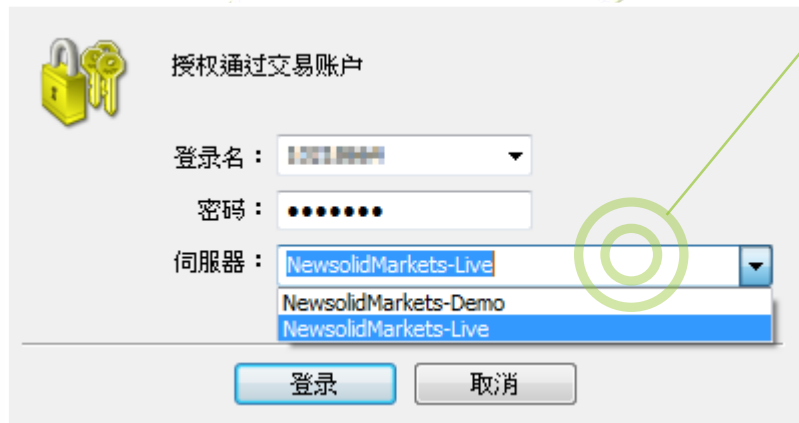 授权通过交易账户
登录名：
密码：•••••••
伺服器：NewsolidMarkets-Live
NewsolidMarkets-Demo
NewsolidMarkets-Live
登录 取消